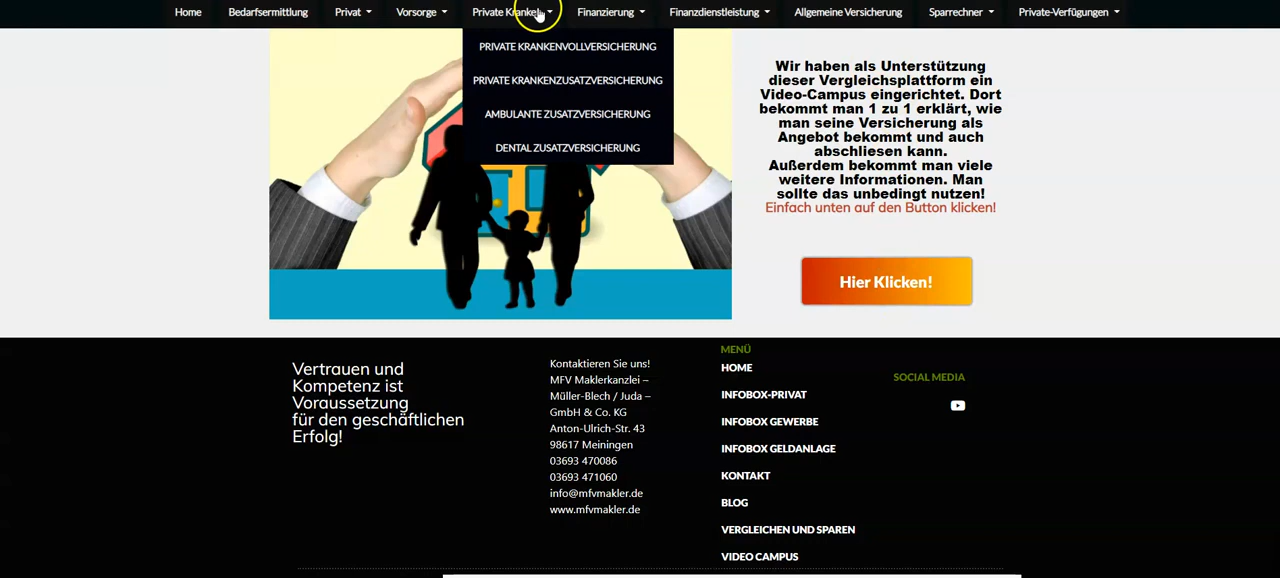 Home Bedarfsermittlung Privat Vorsorge Private Kranke Finanzierung Finanzdienstleistung Allgemeine Versicherung Sparrechner Private-Verfügungen
PRIVATE KRANKENVOLLVERSICHERUNG
PRIVATE KRANKENZUSATZVERSICHERUNG
AMBULANTE ZUSATZVERSICHERUNG
DENTAL ZUSATZVERSICHERUNG
Wir haben als Unterstützung
dieser Vergleichsplattform ein
Video-Campus eingerichtet. Dort
bekommt man 1 zu 1 erklärt, wie
man seine Versicherung als
Angebot bekommt und auch
abschliesen kann.
Außerdem bekommt man viele
weitere Informationen. Man
sollte das unbedingt nutzen!
Einfach unten auf den Button klicken!
Hier Klicken!
Vertrauen und
Kompetenz ist
Voraussetzung
für den geschäftlichen
Erfolg!
Kontaktieren Sie uns!
MFV Maklerkanzlei –
Müller-Blech / Juda –
GmbH & Co. KG
Anton-Ulrich-Str. 43
98617 Meiningen
03693 470086
03693 471060
info@mfvmakler.de
www.mfvmakler.de
MENÜ
HOME
INFOBOX-PRIVAT
INFOBOX GEWERBE
INFOBOX GELDANLAGE
KONTAKT
BLOG
VERGLEICHEN UND SPAREN
VIDEO CAMPUS
SOCIAL MEDIA